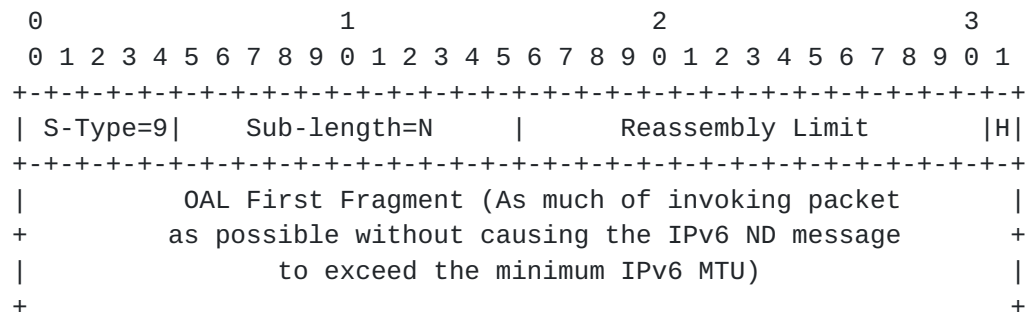 0                   1                   2                   3
 0 1 2 3 4 5 6 7 8 9 0 1 2 3 4 5 6 7 8 9 0 1 2 3 4 5 6 7 8 9 0 1
+-+-+-+-+-+-+-+-+-+-+-+-+-+-+-+-+-+-+-+-+-+-+-+-+-+-+-+-+-+-+-+-+
| S-Type=9|    Sub-length=N     |      Reassembly Limit       |H|
+-+-+-+-+-+-+-+-+-+-+-+-+-+-+-+-+-+-+-+-+-+-+-+-+-+-+-+-+-+-+-+-+
|          OAL First Fragment (As much of invoking packet       |
+         as possible without causing the IPv6 ND message       +
|                to exceed the minimum IPv6 MTU)                |
+                                                               +